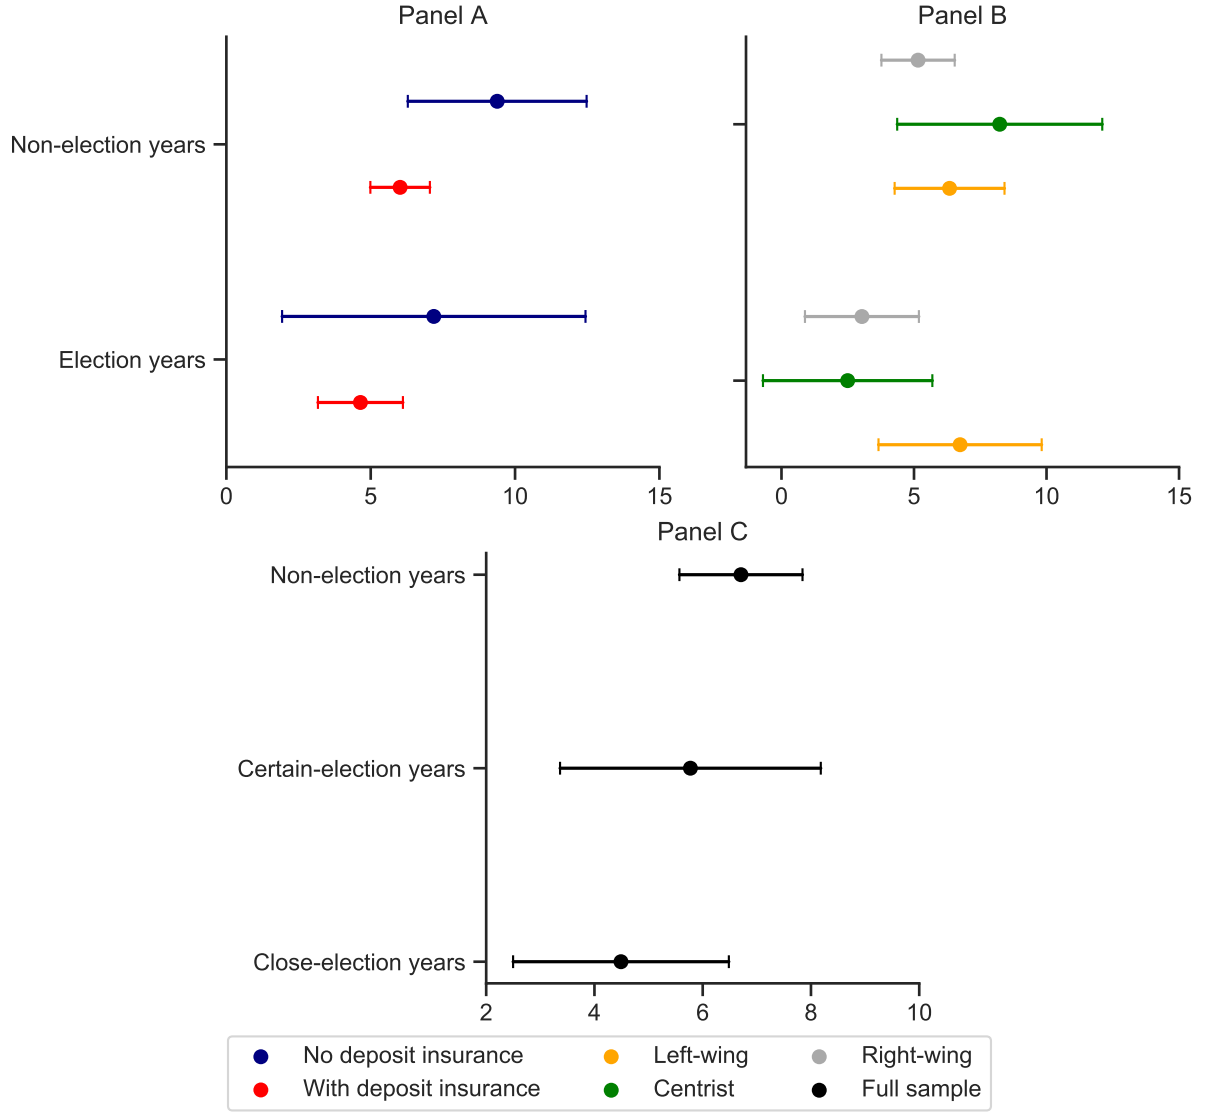 Panel A
Panel B
Non-election years
Election years
0 5 10 15
0 5 10 15
Panel C
Non-election years
Certain-election years
Close-election years
2 4 6 8 10
No deposit insurance Left-wing Right-wing
With deposit insurance Centrist Full sample